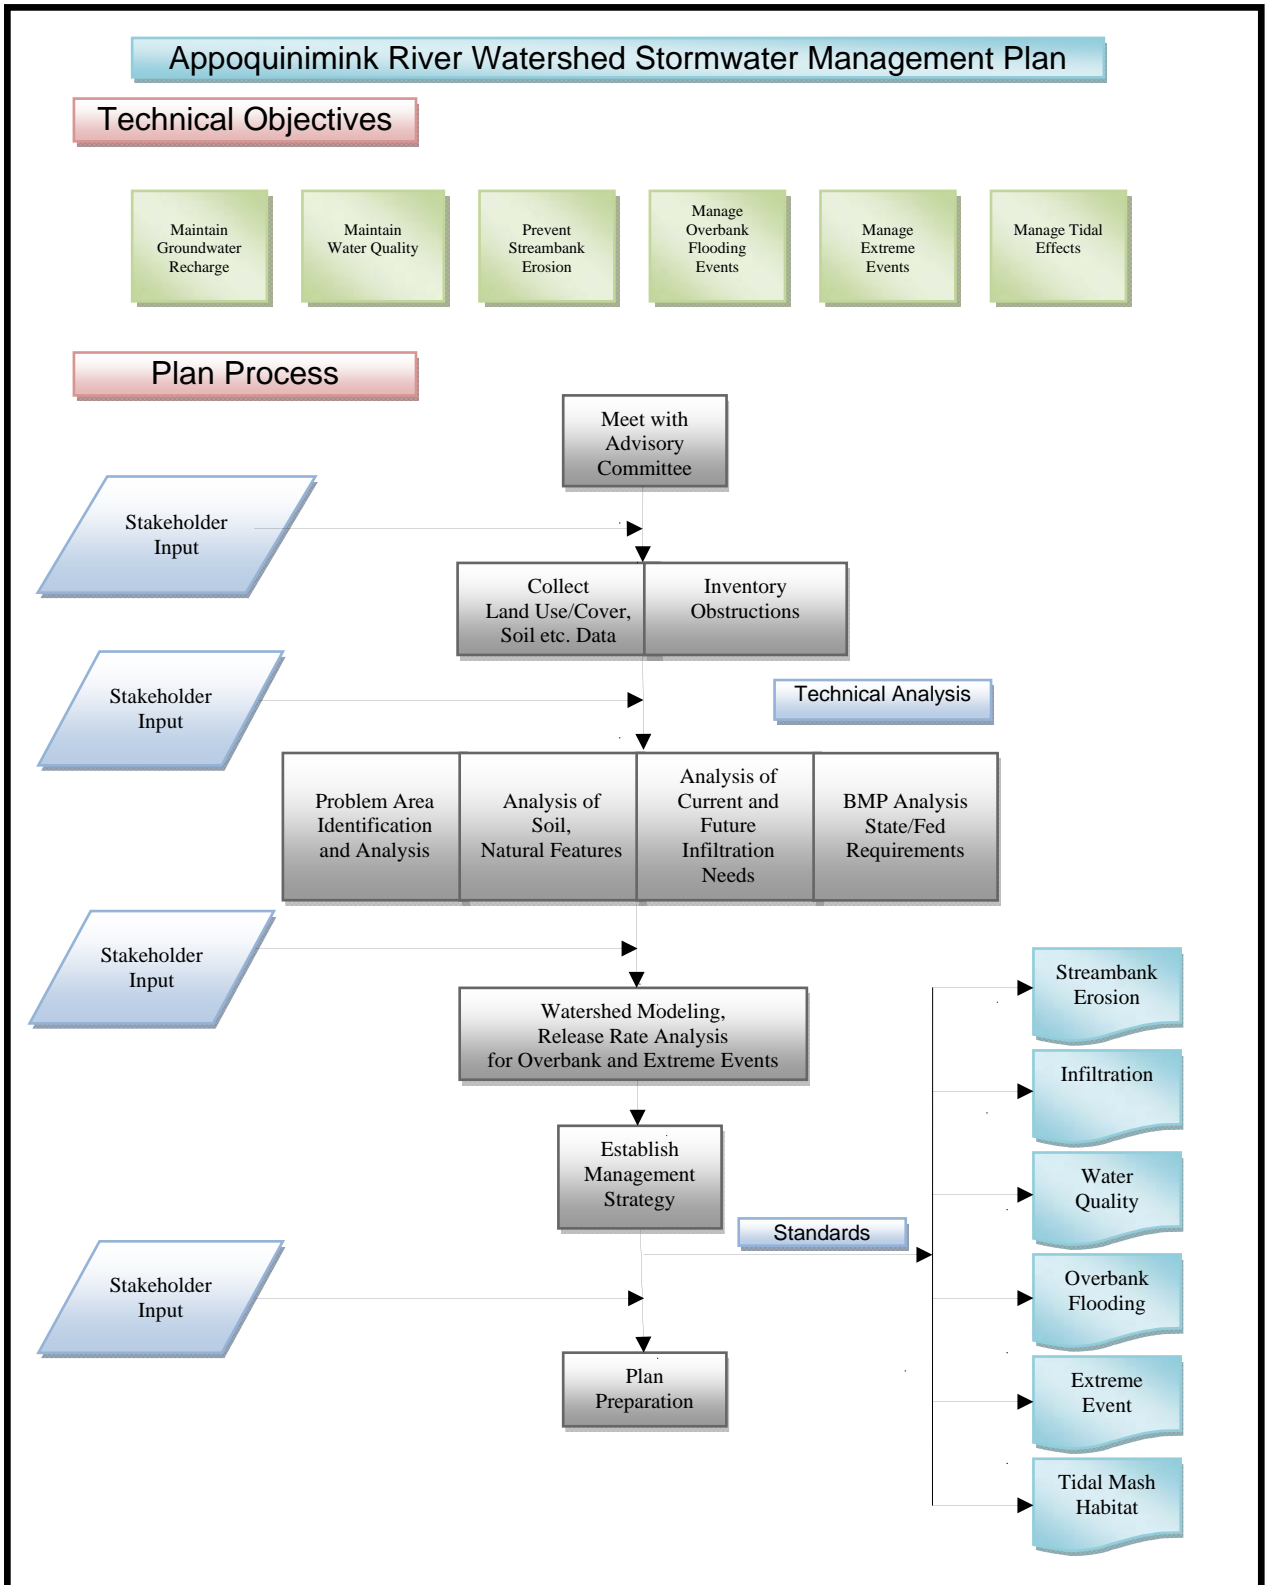 Appoquinimink River Watershed Stormwater Management Plan
Technical Objectives
Maintain
Groundwater
Recharge
Maintain
Water Quality
Prevent
Streambank
Erosion
Manage
Overbank
Flooding
Events
Manage
Extreme
Events
Manage Tidal
Effects
Plan Process
Meet with
Advisory
Committee
Stakeholder
Input
Collect
Land Use/Cover,
Soil etc. Data
Inventory
Obstructions
Stakeholder
Input
Technical Analysis
Problem Area
Identification
and Analysis
Analysis of
Soil,
Natural Features
Analysis of
Current and
Future
Infiltration
Needs
BMP Analysis
State/Fed
Requirements
Stakeholder
Input
Watershed Modeling,
Release Rate Analysis
for Overbank and Extreme Events
Establish
Management
Strategy
Standards
Streambank
Erosion
Infiltration
Water
Quality
Overbank
Flooding
Extreme
Event
Tidal Mash
Habitat
Stakeholder
Input
Plan
Preparation